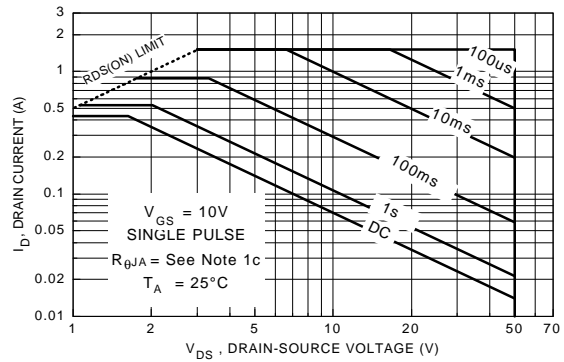 3
2
1
0.5
0.2
0.1
0.05
0.02
0.01
I_D, DRAIN CURRENT (A)
RDS(ON) LIMIT
100us
1ms
10ms
100ms
1s
DC
V_GS = 10V
SINGLE PULSE
R_θJA = See Note 1c
T_A = 25°C
1 2 5 10 20 30 50 70
V_DS , DRAIN-SOURCE VOLTAGE (V)